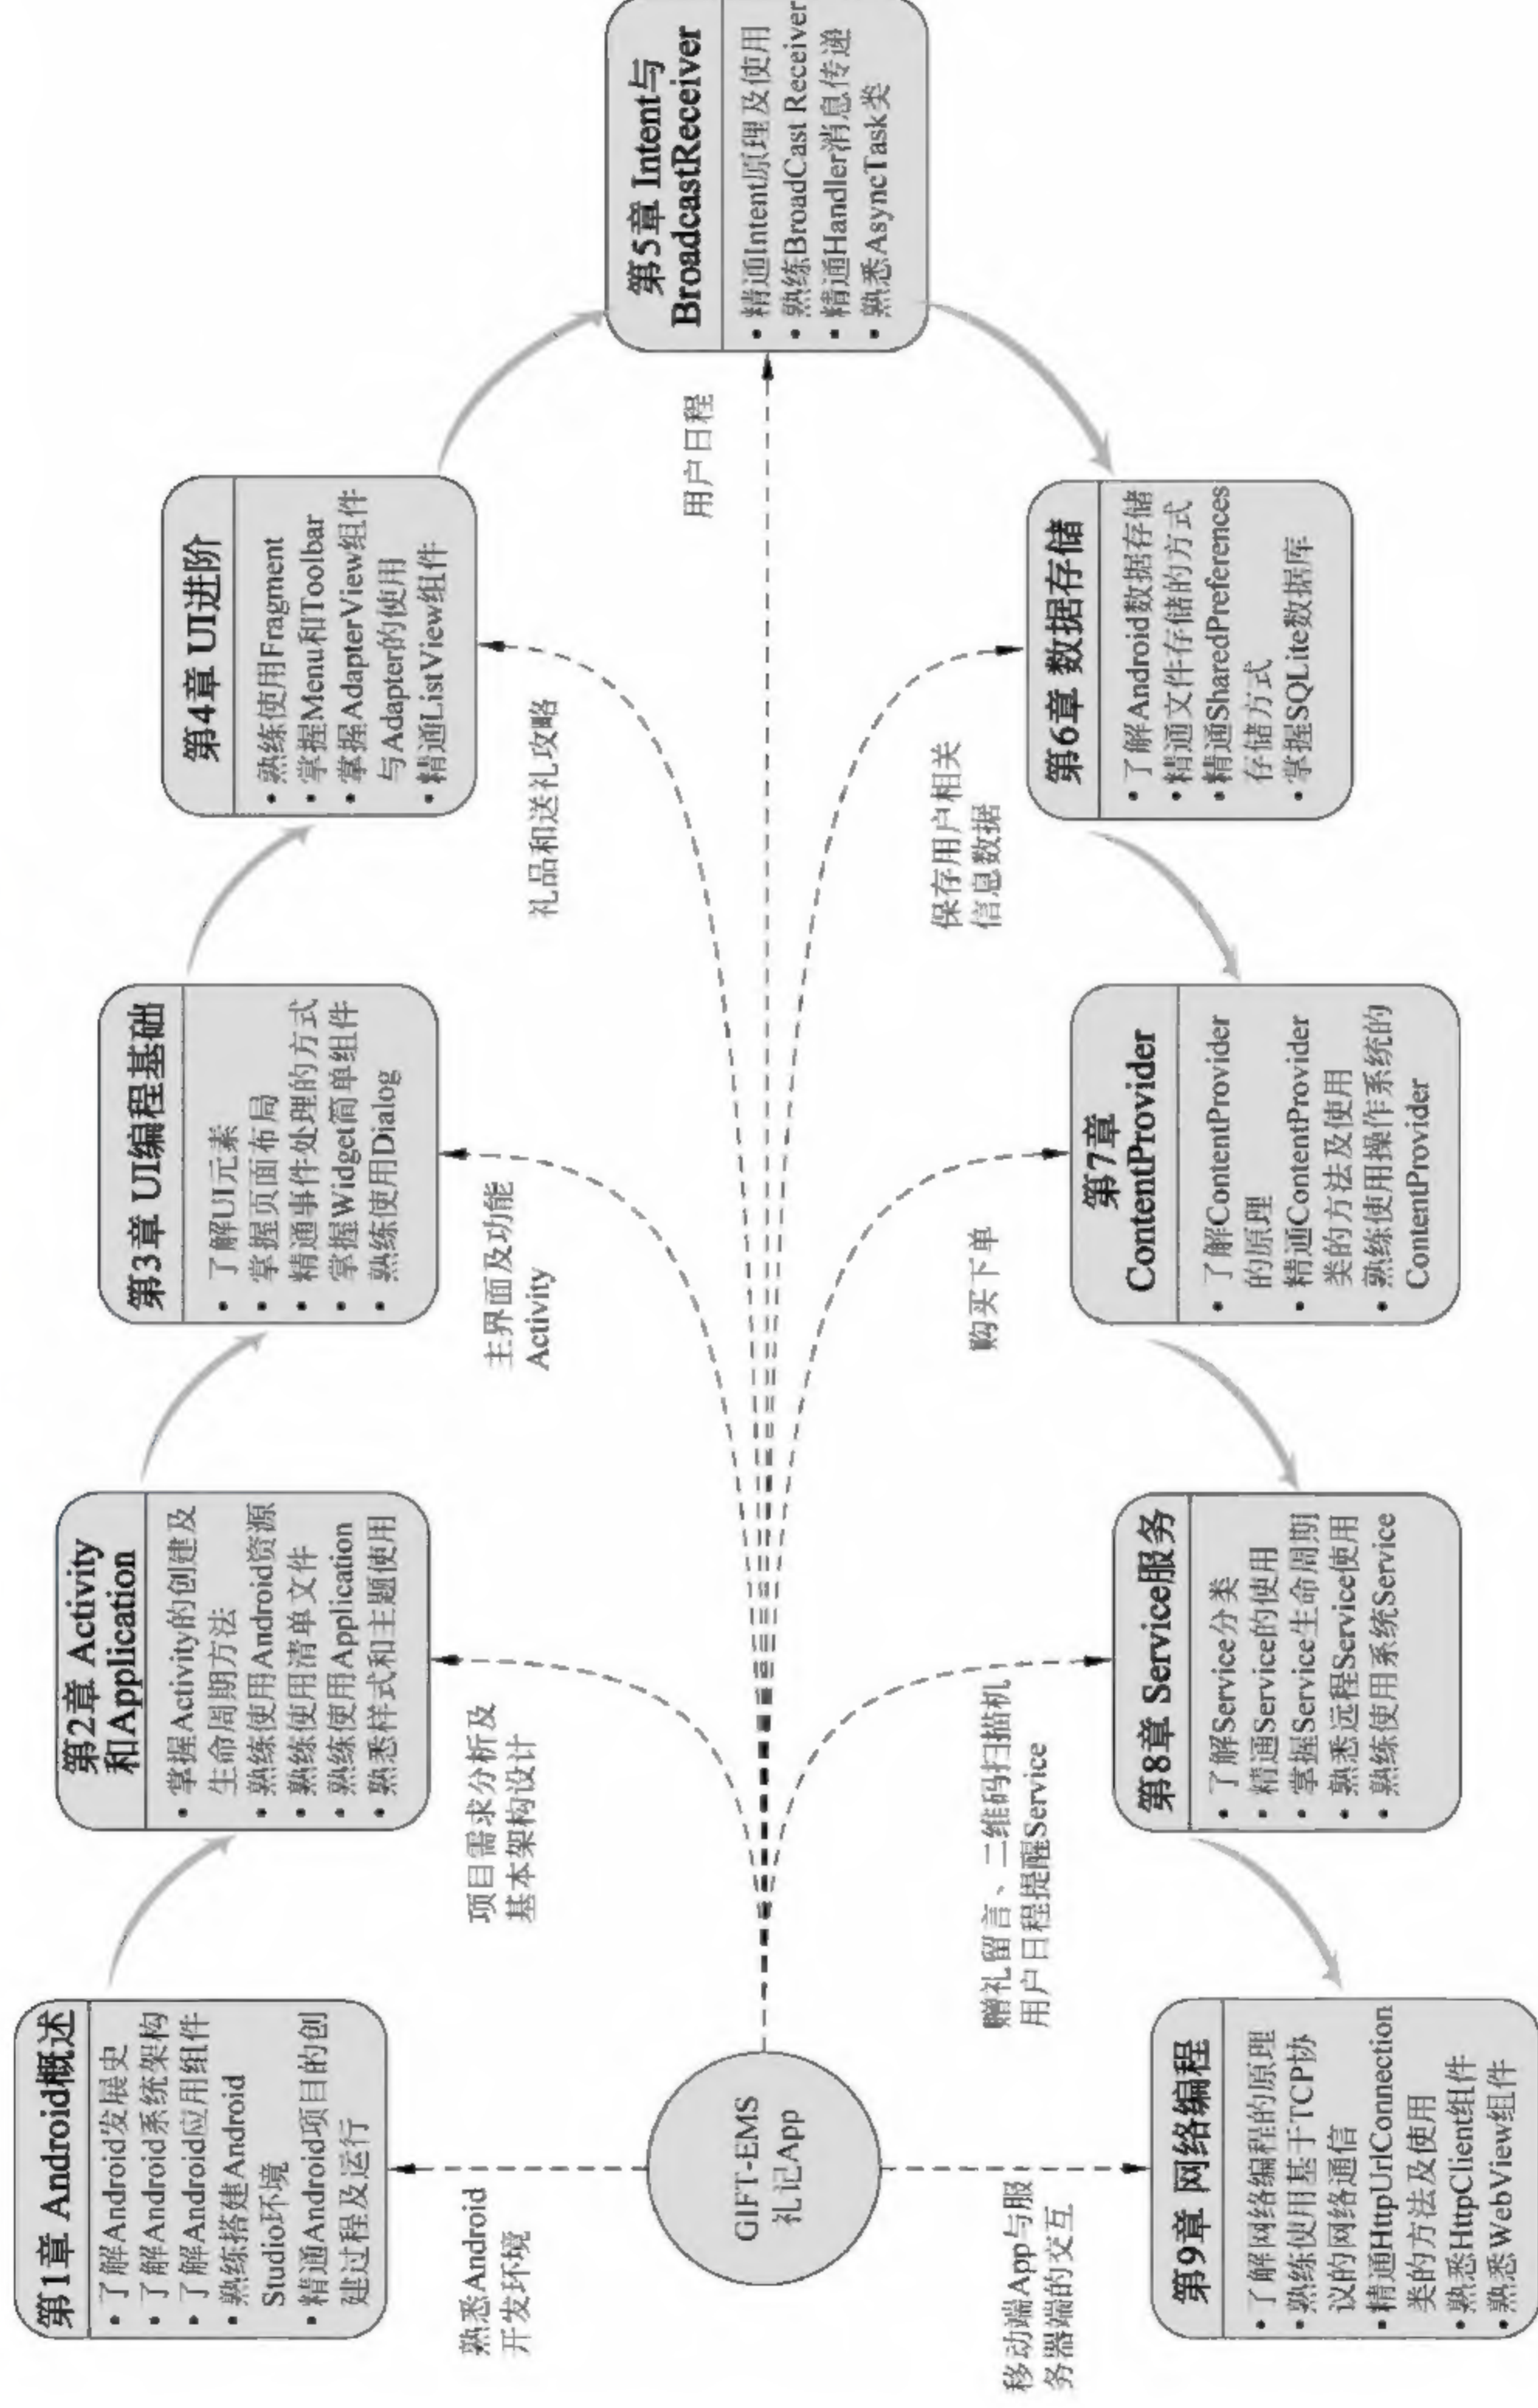 第1章 Android概述
• 了解Android发展史
• 了解Android系统架构
• 了解Android应用组件
• 熟练搭建Android
Studio环境
• 精通Android项目的创
建过程及运行
第2章 Activity
和Application
• 掌握Activity的创建及
生命周期方法
• 熟练使用Android资源
• 熟练使用清单文件
• 熟练使用Application
• 熟悉样式和主题使用
第3章 UI编程基础
• 了解UI元素
• 掌握页面布局
• 精通事件处理的方式
• 掌握Widget简单组件
• 熟练使用Dialog
第4章 UI进阶
• 熟练使用Fragment
• 掌握Menu和Toolbar
• 掌握AdapterView组件
与Adapter的使用
• 精通ListView组件
第5章 Intent与
BroadcastReceiver
• 精通Intent原理及使用
• 熟练BroadCast Receiver
• 精通Handler消息传递
• 熟悉AsyncTask类
熟悉Android
开发环境
项目需求分析及
基本架构设计
主界面及功能
Activity
礼品和送礼攻略
用户日程
GIFT-EMS
礼记App
移动端App与服
务器端的交互
赠礼留言、二维码扫描机
用户日程提醒Service
购买下单
保存用户相关
信息数据
第6章 数据存储
• 了解Android数据存储
• 精通文件存储的方式
• 精通SharedPreferences
存储方式
• 掌握SQLite数据库
第7章
ContentProvider
• 了解ContentProvider
的原理
• 精通ContentProvider
类的方法及使用
• 熟练使用操作系统的
ContentProvider
第8章 Service服务
• 了解Service分类
• 精通Service的使用
• 掌握Service生命周期
• 熟悉远程Service使用
• 熟练使用系统Service
第9章 网络编程
• 了解网络编程的原理
• 熟练使用基于TCP协
议的网络通信
• 精通HttpUrlConnection
类的方法及使用
• 熟悉HttpClient组件
• 熟悉WebView组件